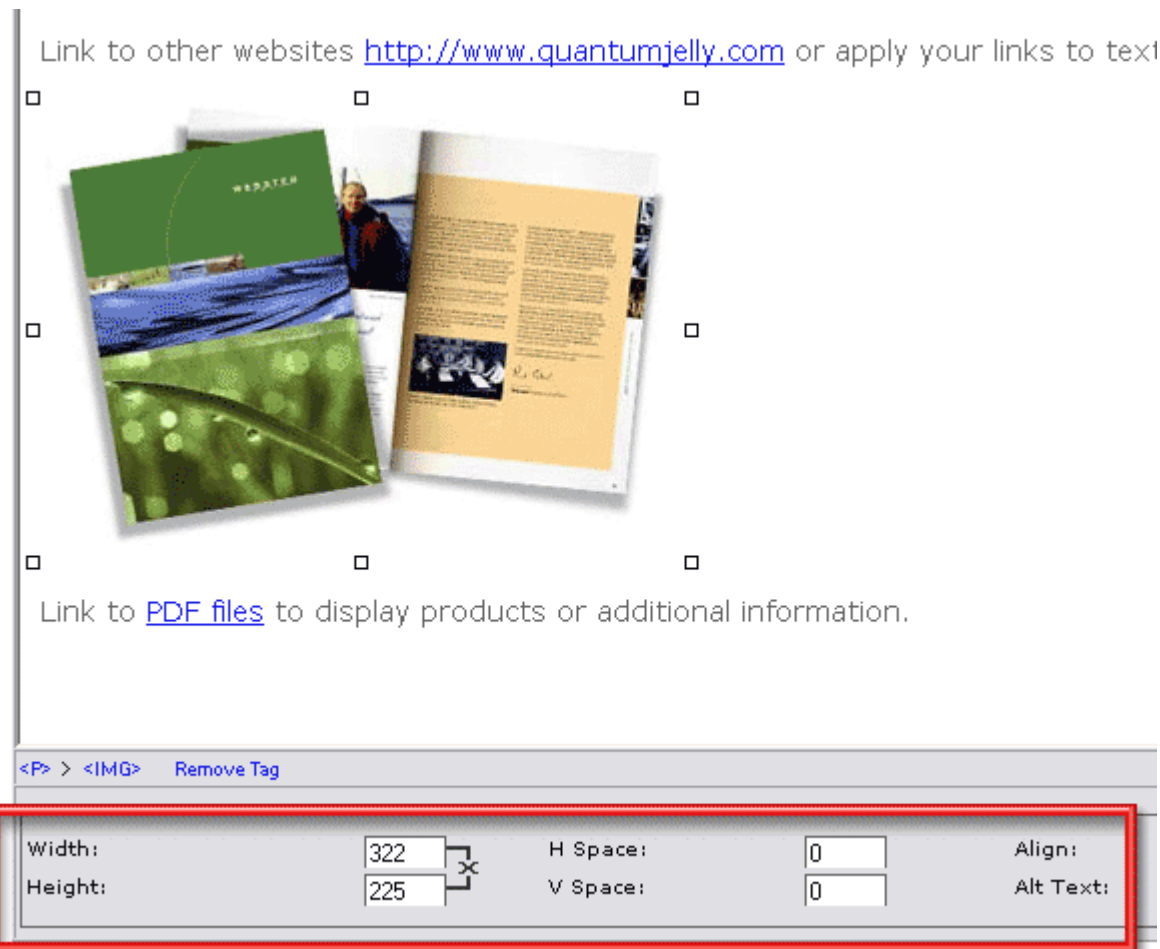 Link to other websites http://www.quantumjelly.com or apply your links to text
WEBSTER
Link to PDF files to display products or additional information.
<P> > <IMG> Remove Tag
Width: 322 H Space: 0 Align:
Height: 225 V Space: 0 Alt Text: